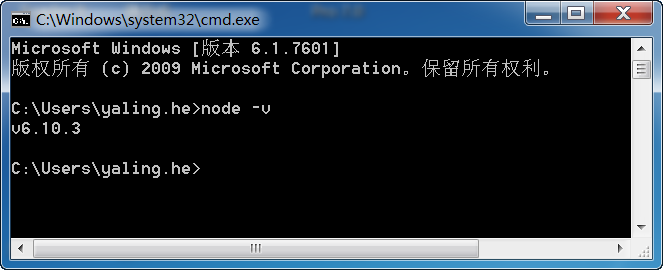 C:\Windows\system32\cmd.exe
Microsoft Windows [版本 6.1.7601]
版权所有 (c) 2009 Microsoft Corporation。保留所有权利。
C:\Users\yaling.he>node -v
v6.10.3
C:\Users\yaling.he>